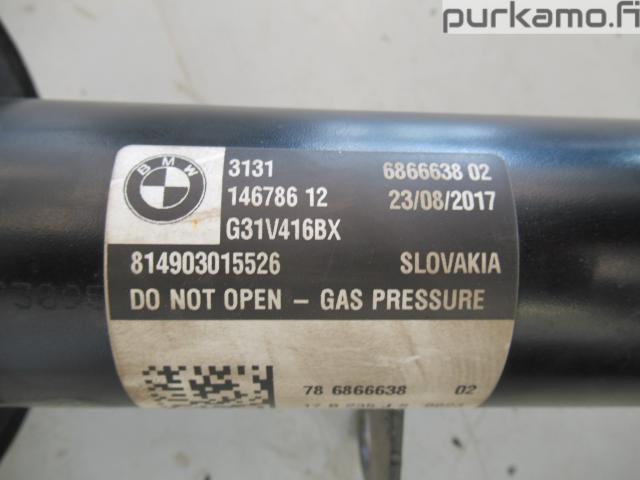 purkamo.fi
BMW
3131 6866638 02
146786 12 23/08/2017
G31V416BX
814903015526 SLOVAKIA
DO NOT OPEN – GAS PRESSURE
78 6866638 02